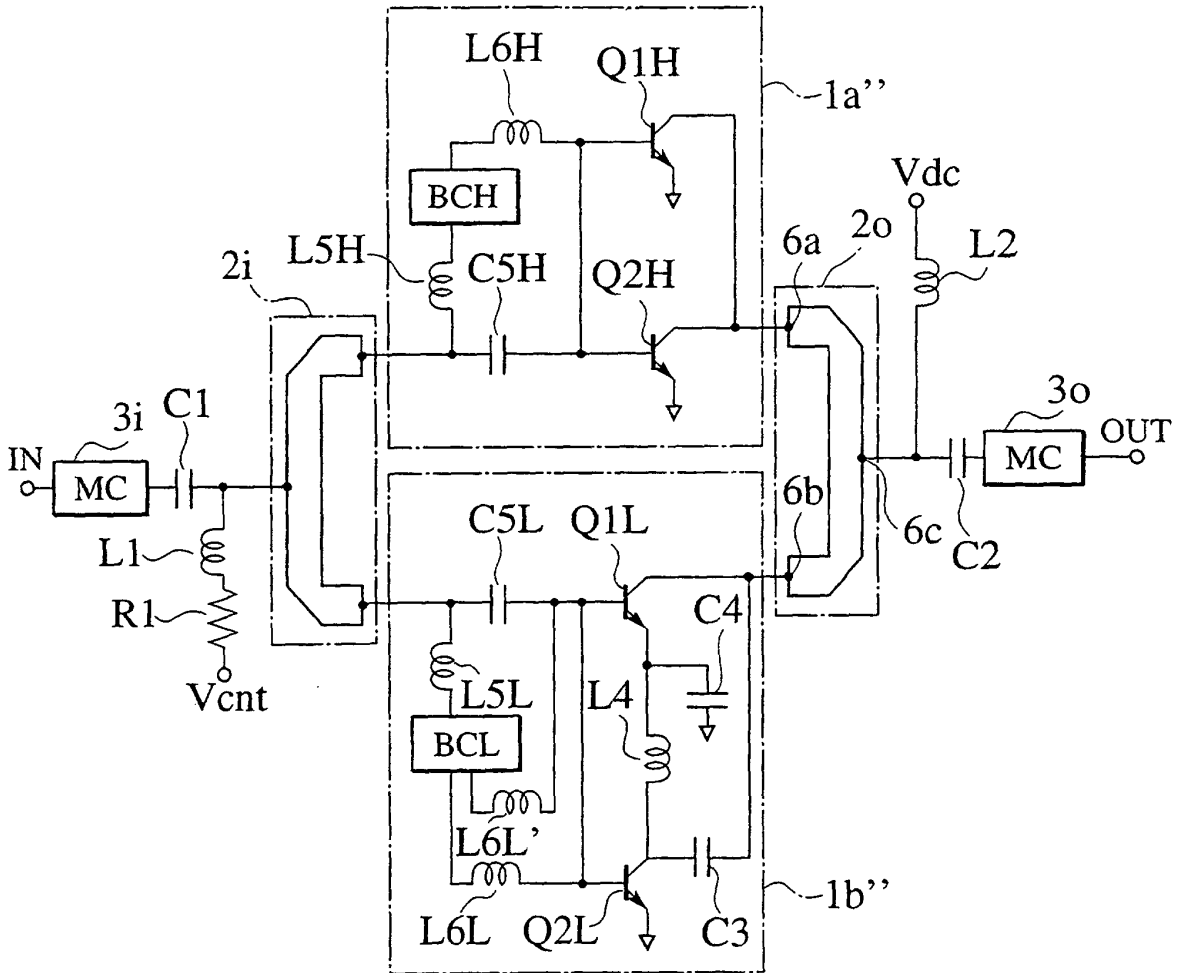 L6H
Q1H
1a’’
BCH
Vdc
2i
L5H
C5H
Q2H
6a
2o
L2
C1
3i
3o
IN
MC
MC
OUT
C5L
Q1L
6b
6c
C2
L1
R1
C4
Vcnt
L5L
L4
BCL
L6L’
L6L
Q2L
C3
1b’’